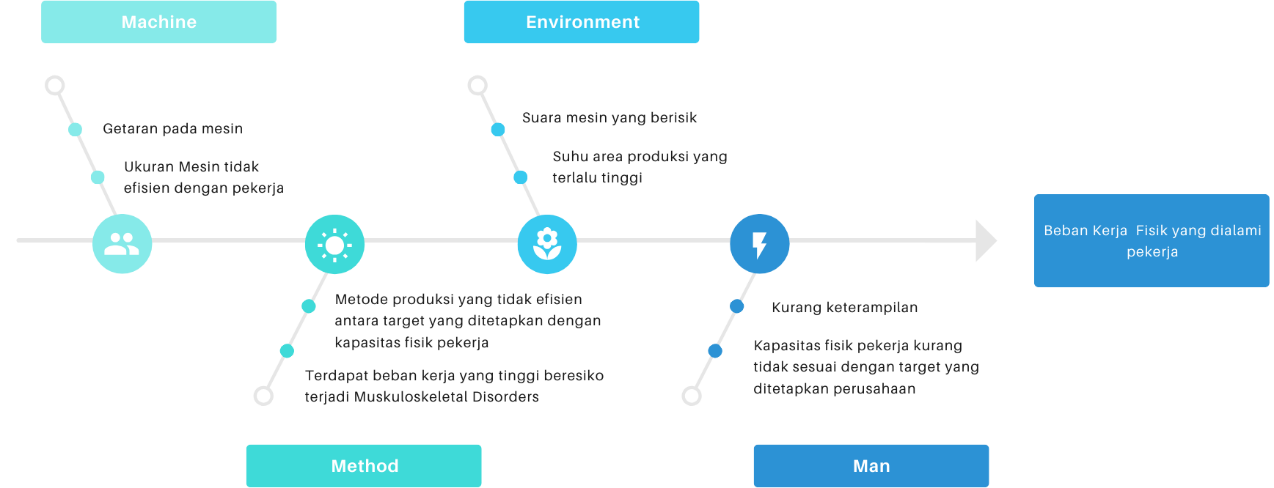 Machine
Environment
Getaran pada mesin
Ukuran Mesin tidak
efisien dengan pekerja
Suara mesin yang berisik
Suhu area produksi yang
terlalu tinggi
Beban Kerja  Fisik yang dialami
pekerja
Metode produksi yang tidak efisien
antara target yang ditetapkan dengan
kapasitas fisik pekerja
Terdapat beban kerja yang tinggi beresiko
terjadi Muskuloskeletal Disorders
Kurang keterampilan
Kapasitas fisik pekerja kurang
tidak sesuai dengan target yang
ditetapkan perusahaan
Method
Man